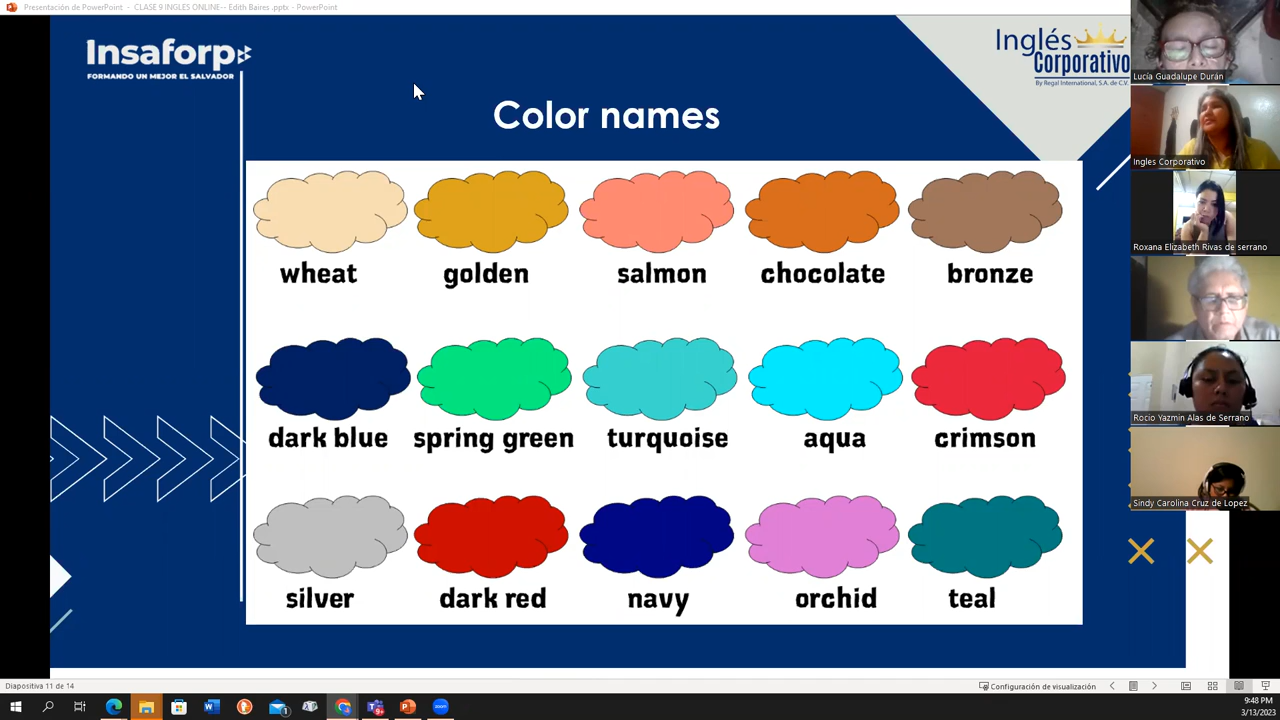 Presentación de PowerPoint - CLASE 9 INGLES ONLINE-- Edith Baires .pptx - PowerPoint
Insaforp
FORMANDO UN MEJOR EL SALVADOR
Inglés
Corporativo
By Regal International, S.A. de C.V.
Color names
wheat golden salmon chocolate bronze
dark blue spring green turquoise aqua crimson
silver dark red navy orchid teal
Lucía Guadalupe Durán
Ingles Corporativo
Roxana Elizabeth Rivas de serrano
Rocio Yazmin Alas de Serrano
Sindy Carolina Cruz de Lopez
Diapositiva 11 de 14
Configuración de visualización
zoom
9:48 PM
3/13/2023